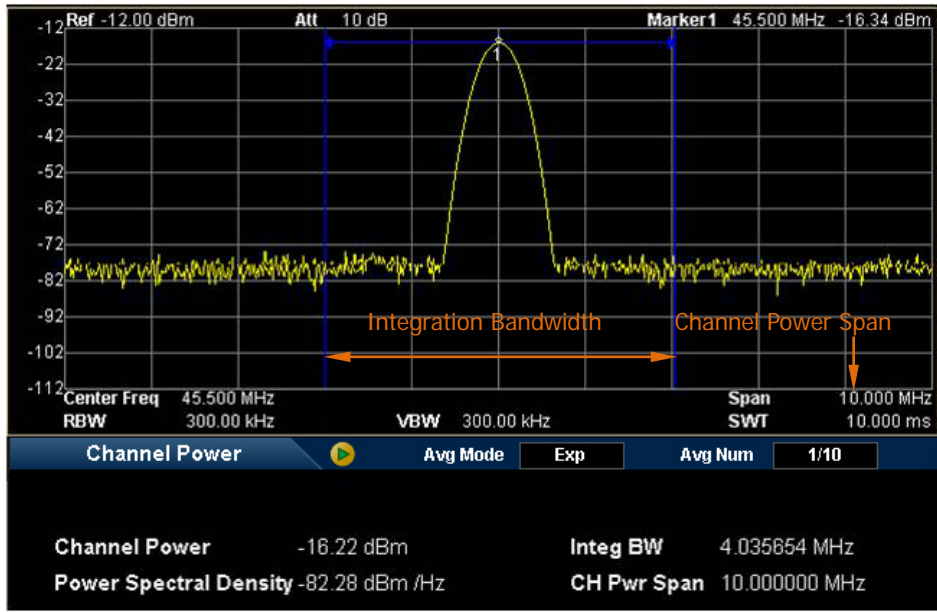 Ref -12.00 dBm Att 10 dB Marker1 45.500 MHz -16.34 dBm
-12
1
-22
-32
-42
-52
-62
-72
-82
-92
Integration Bandwidth Channel Power Span
-102
-112
Center Freq 45.500 MHz Span 10.000 MHz
RBW 300.00 kHz VBW 300.00 kHz SWT 10.000 ms
Channel Power Avg Mode Exp Avg Num 1/10
Channel Power -16.22 dBm Integ BW 4.035654 MHz
Power Spectral Density -82.28 dBm /Hz CH Pwr Span 10.000000 MHz